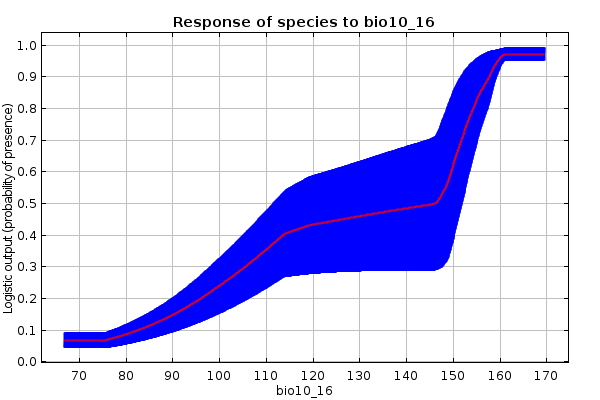 Response of species to bio10_16
Logistic output (probability of presence)
1.0
0.9
0.8
0.7
0.6
0.5
0.4
0.3
0.2
0.1
0.0
70 80 90 100 110 120 130 140 150 160 170
bio10_16